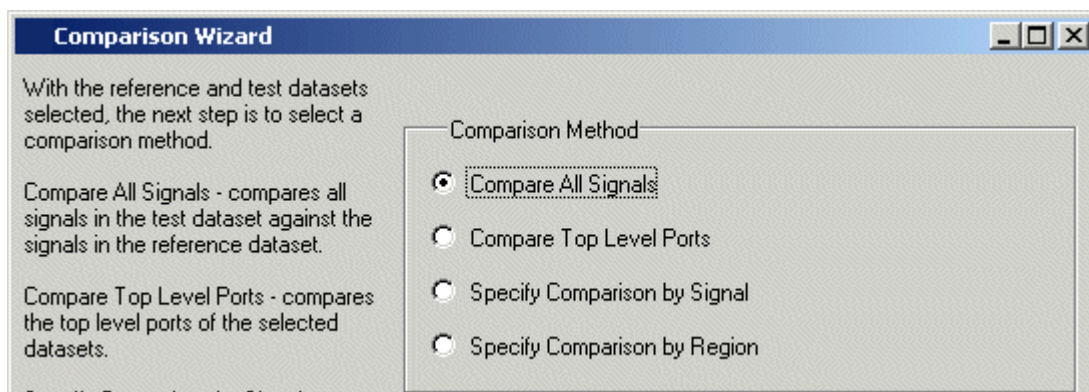 Comparison Wizard
With the reference and test datasets
selected, the next step is to select a
comparison method.
Compare All Signals - compares all
signals in the test dataset against the
signals in the reference dataset.
Compare Top Level Ports - compares
the top level ports of the selected
datasets.
Comparison Method
Compare All Signals
Compare Top Level Ports
Specify Comparison by Signal
Specify Comparison by Region